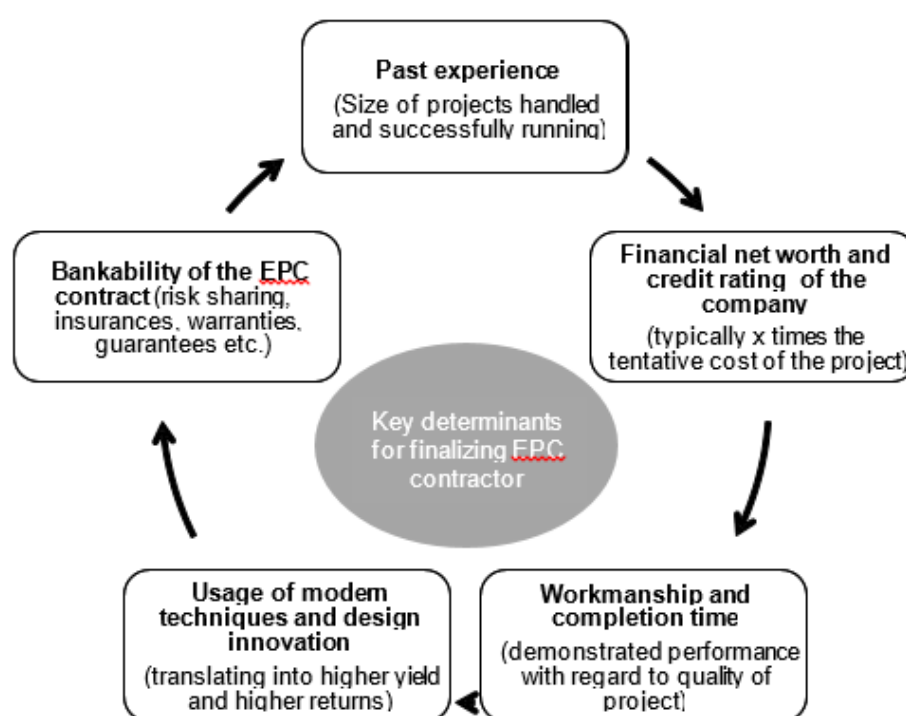 Past experience
(Size of projects handled
and successfully running)
Financial net worth and
credit rating of the
company
(typically x times the
tentative cost of the project)
Workmanship and
completion time
(demonstrated performance
with regard to quality of
project)
Usage of modern
techniques and design
innovation
(translating into higher yield
and higher returns)
Bankability of the EPC
contract (risk sharing,
insurances, warranties,
guarantees etc.)
Key determinants
for finalizing EPC
contractor